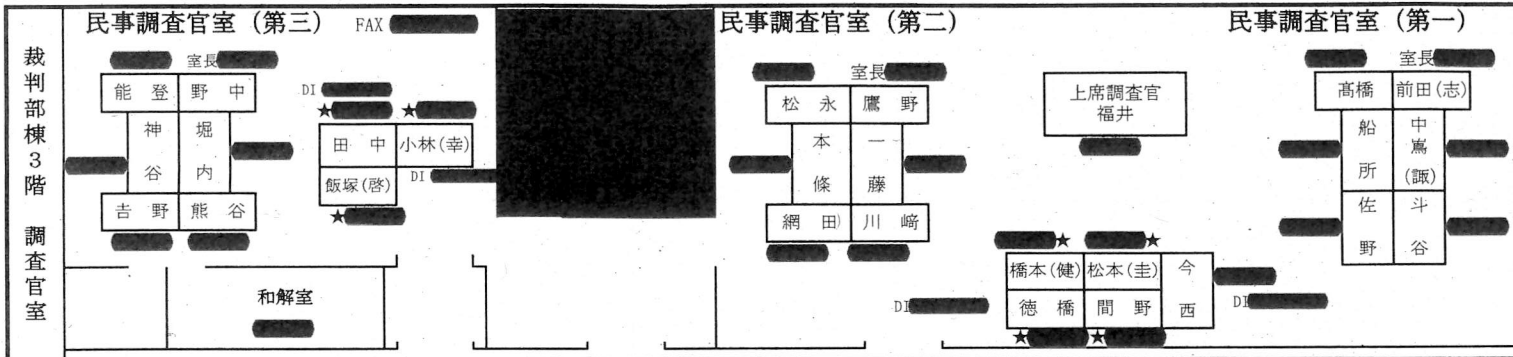 裁判部棟3階 調査官室
民事調査官室(第三)
FAX
室長
能登 野中
神谷 堀内
吉野 熊谷
DI
★ ★
田中 小林(幸)
飯塚(啓)
DI
★
和解室
民事調査官室(第二)
室長
松永 鷹野
本條 一藤
網田 川﨑
上席調査官
福井
★ ★
橋本(健) 松本(圭) 今西
徳橋 間野
DI
DI
★ ★
民事調査官室(第一)
室長
髙橋 前田(志)
船所 中嶌(諏)
佐野 斗谷